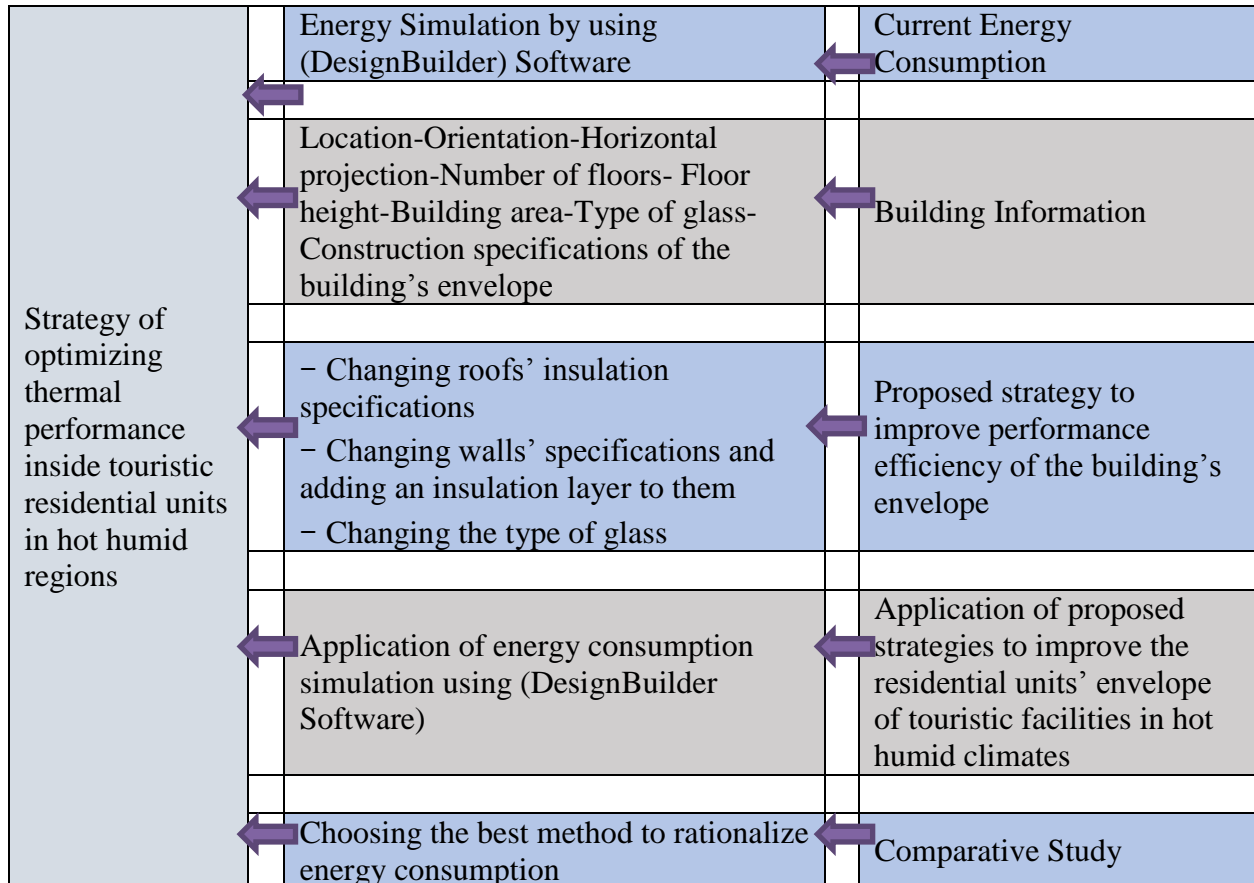 Energy Simulation by using
(DesignBuilder) Software
Current Energy
Consumption
Location-Orientation-Horizontal
projection-Number of floors- Floor
height-Building area-Type of glass-
Construction specifications of the
building’s envelope
Building Information
Strategy of
optimizing
thermal
performance
inside touristic
residential units
in hot humid
regions
− Changing roofs’ insulation
specifications
− Changing walls’ specifications and
adding an insulation layer to them
− Changing the type of glass
Proposed strategy to
improve performance
efficiency of the building’s
envelope
Application of energy consumption
simulation using (DesignBuilder
Software)
Application of proposed
strategies to improve the
residential units’ envelope
of touristic facilities in hot
humid climates
Choosing the best method to rationalize
energy consumption
Comparative Study